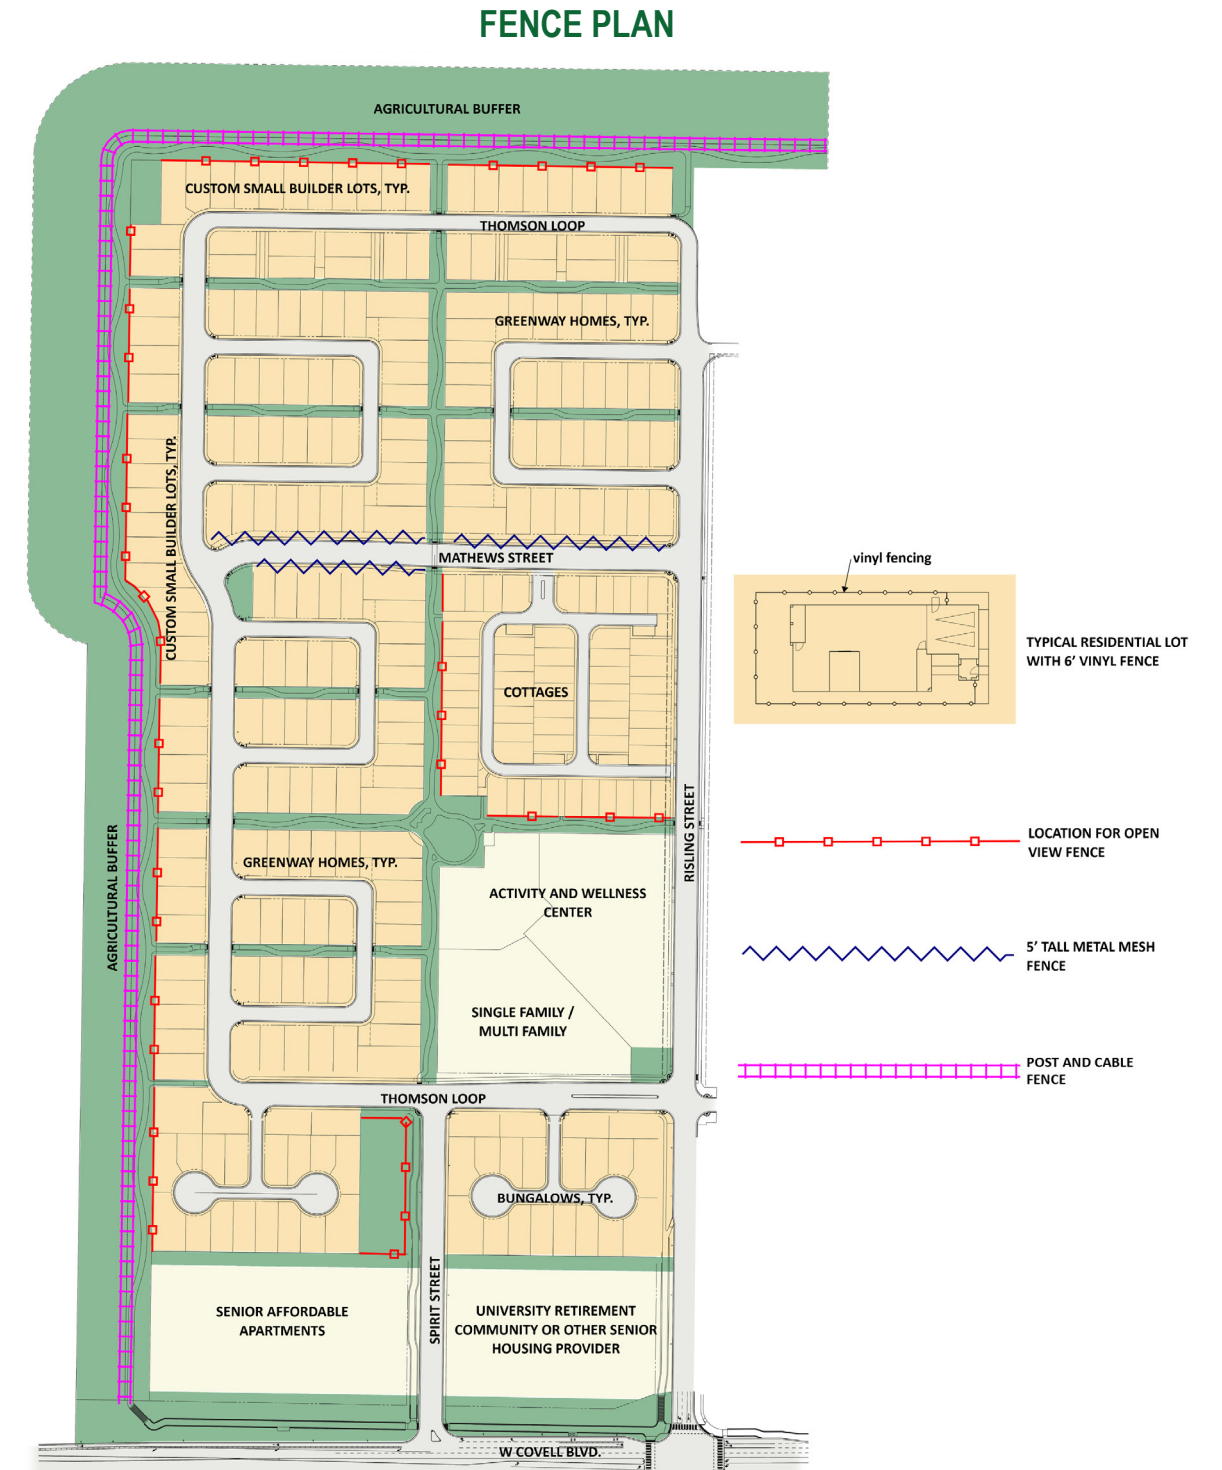 FENCE PLAN
AGRICULTURAL BUFFER
CUSTOM SMALL BUILDER LOTS, TYP.
THOMSON LOOP
GREENWAY HOMES, TYP.
CUSTOM SMALL BUILDER LOTS, TYP.
MATHEWS STREET
vinyl fencing
TYPICAL RESIDENTIAL LOT
WITH 6' VINYL FENCE
COTTAGES
RISLING STREET
LOCATION FOR OPEN
VIEW FENCE
AGRICULTURAL BUFFER
GREENWAY HOMES, TYP.
ACTIVITY AND WELLNESS
CENTER
5' TALL METAL MESH
FENCE
SINGLE FAMILY /
MULTI FAMILY
POST AND CABLE
FENCE
THOMSON LOOP
BUNGALOWS, TYP.
SPIRIT STREET
SENIOR AFFORDABLE
APARTMENTS
UNIVERSITY RETIREMENT
COMMUNITY OR OTHER SENIOR
HOUSING PROVIDER
W COVELL BLVD.